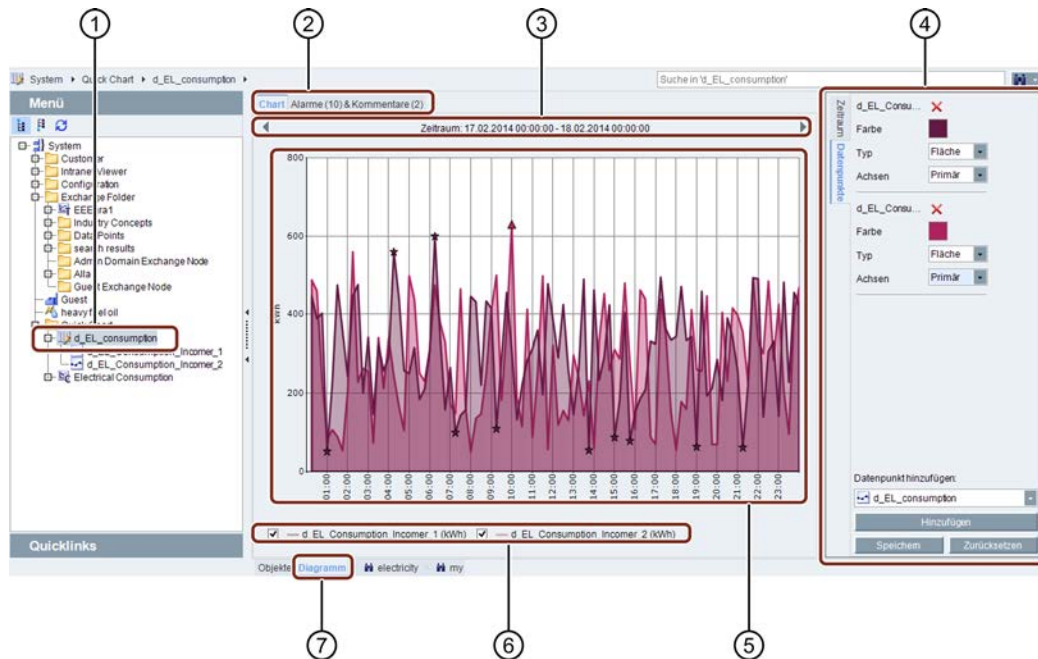 1
2
3
4
System ▸ Quick Chart ▸ d_EL_consumption ▸
Suche in 'd_EL_consumption'
Menü
System
Customer
Intranet Viewer
Configuration
Exchange Folder
Industry Concepts
Data Points
search results
Admin Domain Exchange Node
Alla
Guest Exchange Node
Guest
heavy fuel oil
Quick Chart
d_EL_consumption
d_EL_Consumption_Incomer_1
d_EL_Consumption_Incomer_2
Electrical Consumption
Quicklinks
Chart Alarme (10) & Kommentare (2)
Zeitraum: 17.02.2014 00:00:00 - 18.02.2014 00:00:00
800
600
400
200
0
kWh
01:00
02:00
03:00
04:00
05:00
06:00
07:00
08:00
09:00
10:00
11:00
12:00
13:00
14:00
15:00
16:00
17:00
18:00
19:00
20:00
21:00
22:00
23:00
d_EL_Consumption_Incomer_1 (kWh) d_EL_Consumption_Incomer_2 (kWh)
Objekte Diagramm electricity my
Zeitraum
Datenpunkte
d_EL_Consu...
Farbe
Typ Fläche
Achsen Primär
d_EL_Consu...
Farbe
Typ Fläche
Achsen Primär
Datenpunkt hinzufügen:
d_EL_consumption
Hinzufügen
Speichern Zurücksetzen
7
6
5